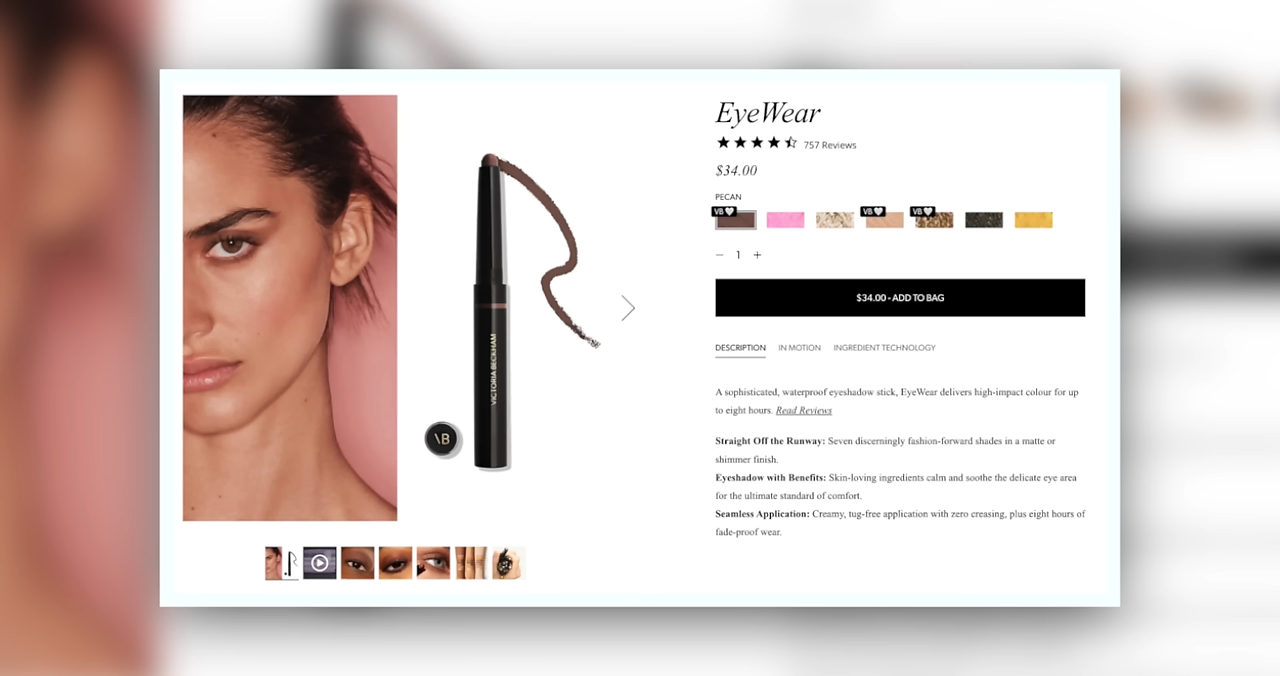 EyeWear
757 Reviews
$34.00
PECAN
VB VB VB
1
$34.00 - ADD TO BAG
DESCRIPTION IN MOTION INGREDIENT TECHNOLOGY
A sophisticated, waterproof eyeshadow stick, EyeWear delivers high-impact colour for up
to eight hours. Read Reviews
Straight Off the Runway: Seven discerningly fashion-forward shades in a matte or
shimmer finish.
Eyeshadow with Benefits: Skin-loving ingredients calm and soothe the delicate eye area
for the ultimate standard of comfort.
Seamless Application: Creamy, tug-free application with zero creasing, plus eight hours of
fade-proof wear.
VICTORIA BECKHAM
VB